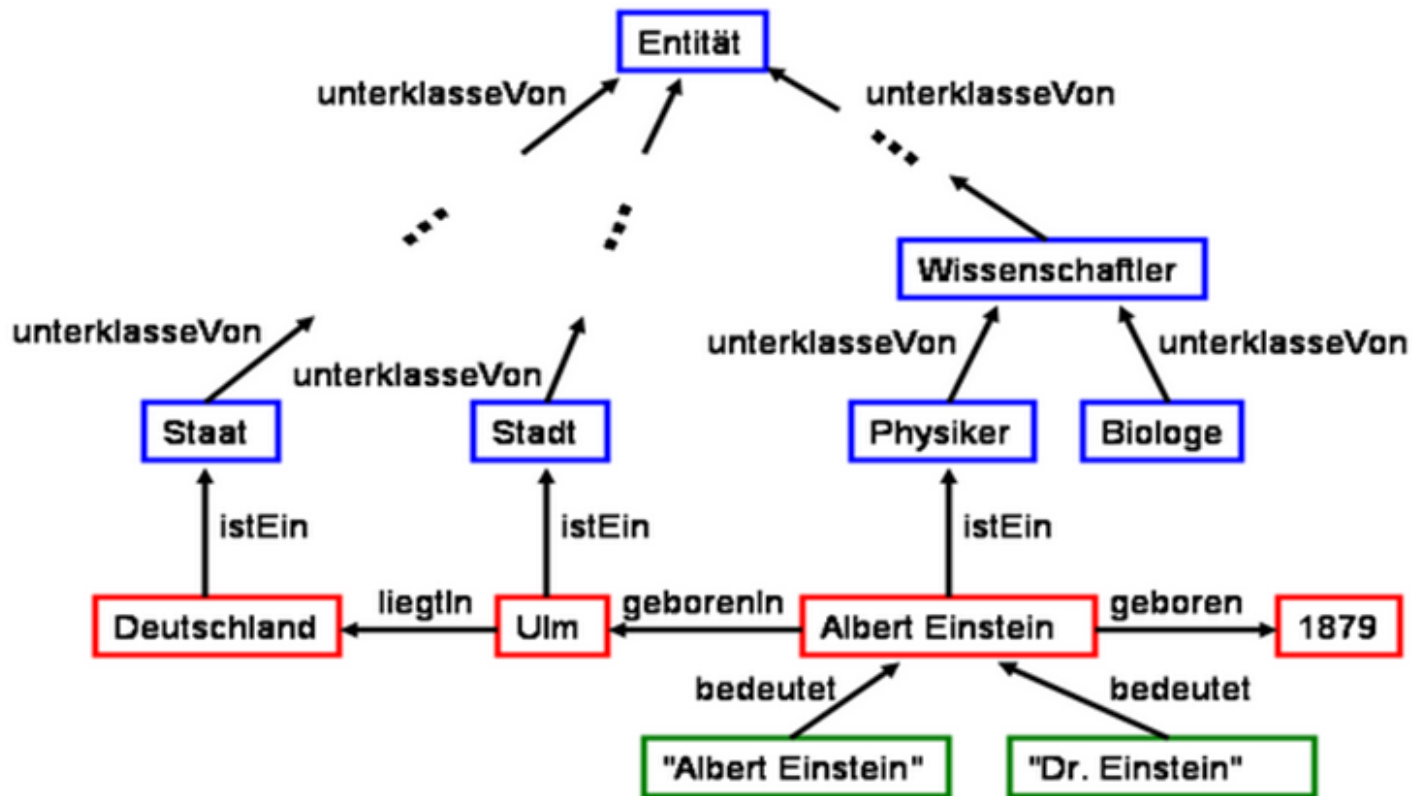 Entität
unterklasseVon
unterklasseVon
Wissenschaftler
unterklasseVon
unterklasseVon
unterklasseVon
unterklasseVon
Staat
Stadt
Physiker
Biologe
istEin
istEin
istEin
Deutschland
liegtIn
Ulm
geborenIn
Albert Einstein
geboren
1879
bedeutet
bedeutet
"Albert Einstein"
"Dr. Einstein"